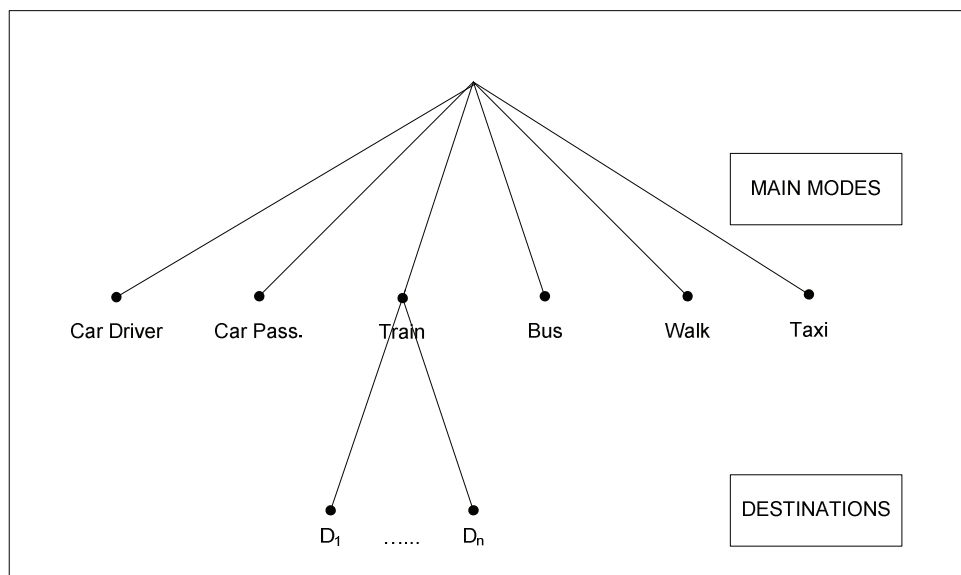 MAIN MODES
Car Driver Car Pass. Train Bus Walk Taxi
DESTINATIONS
D₁ ...... Dₙ